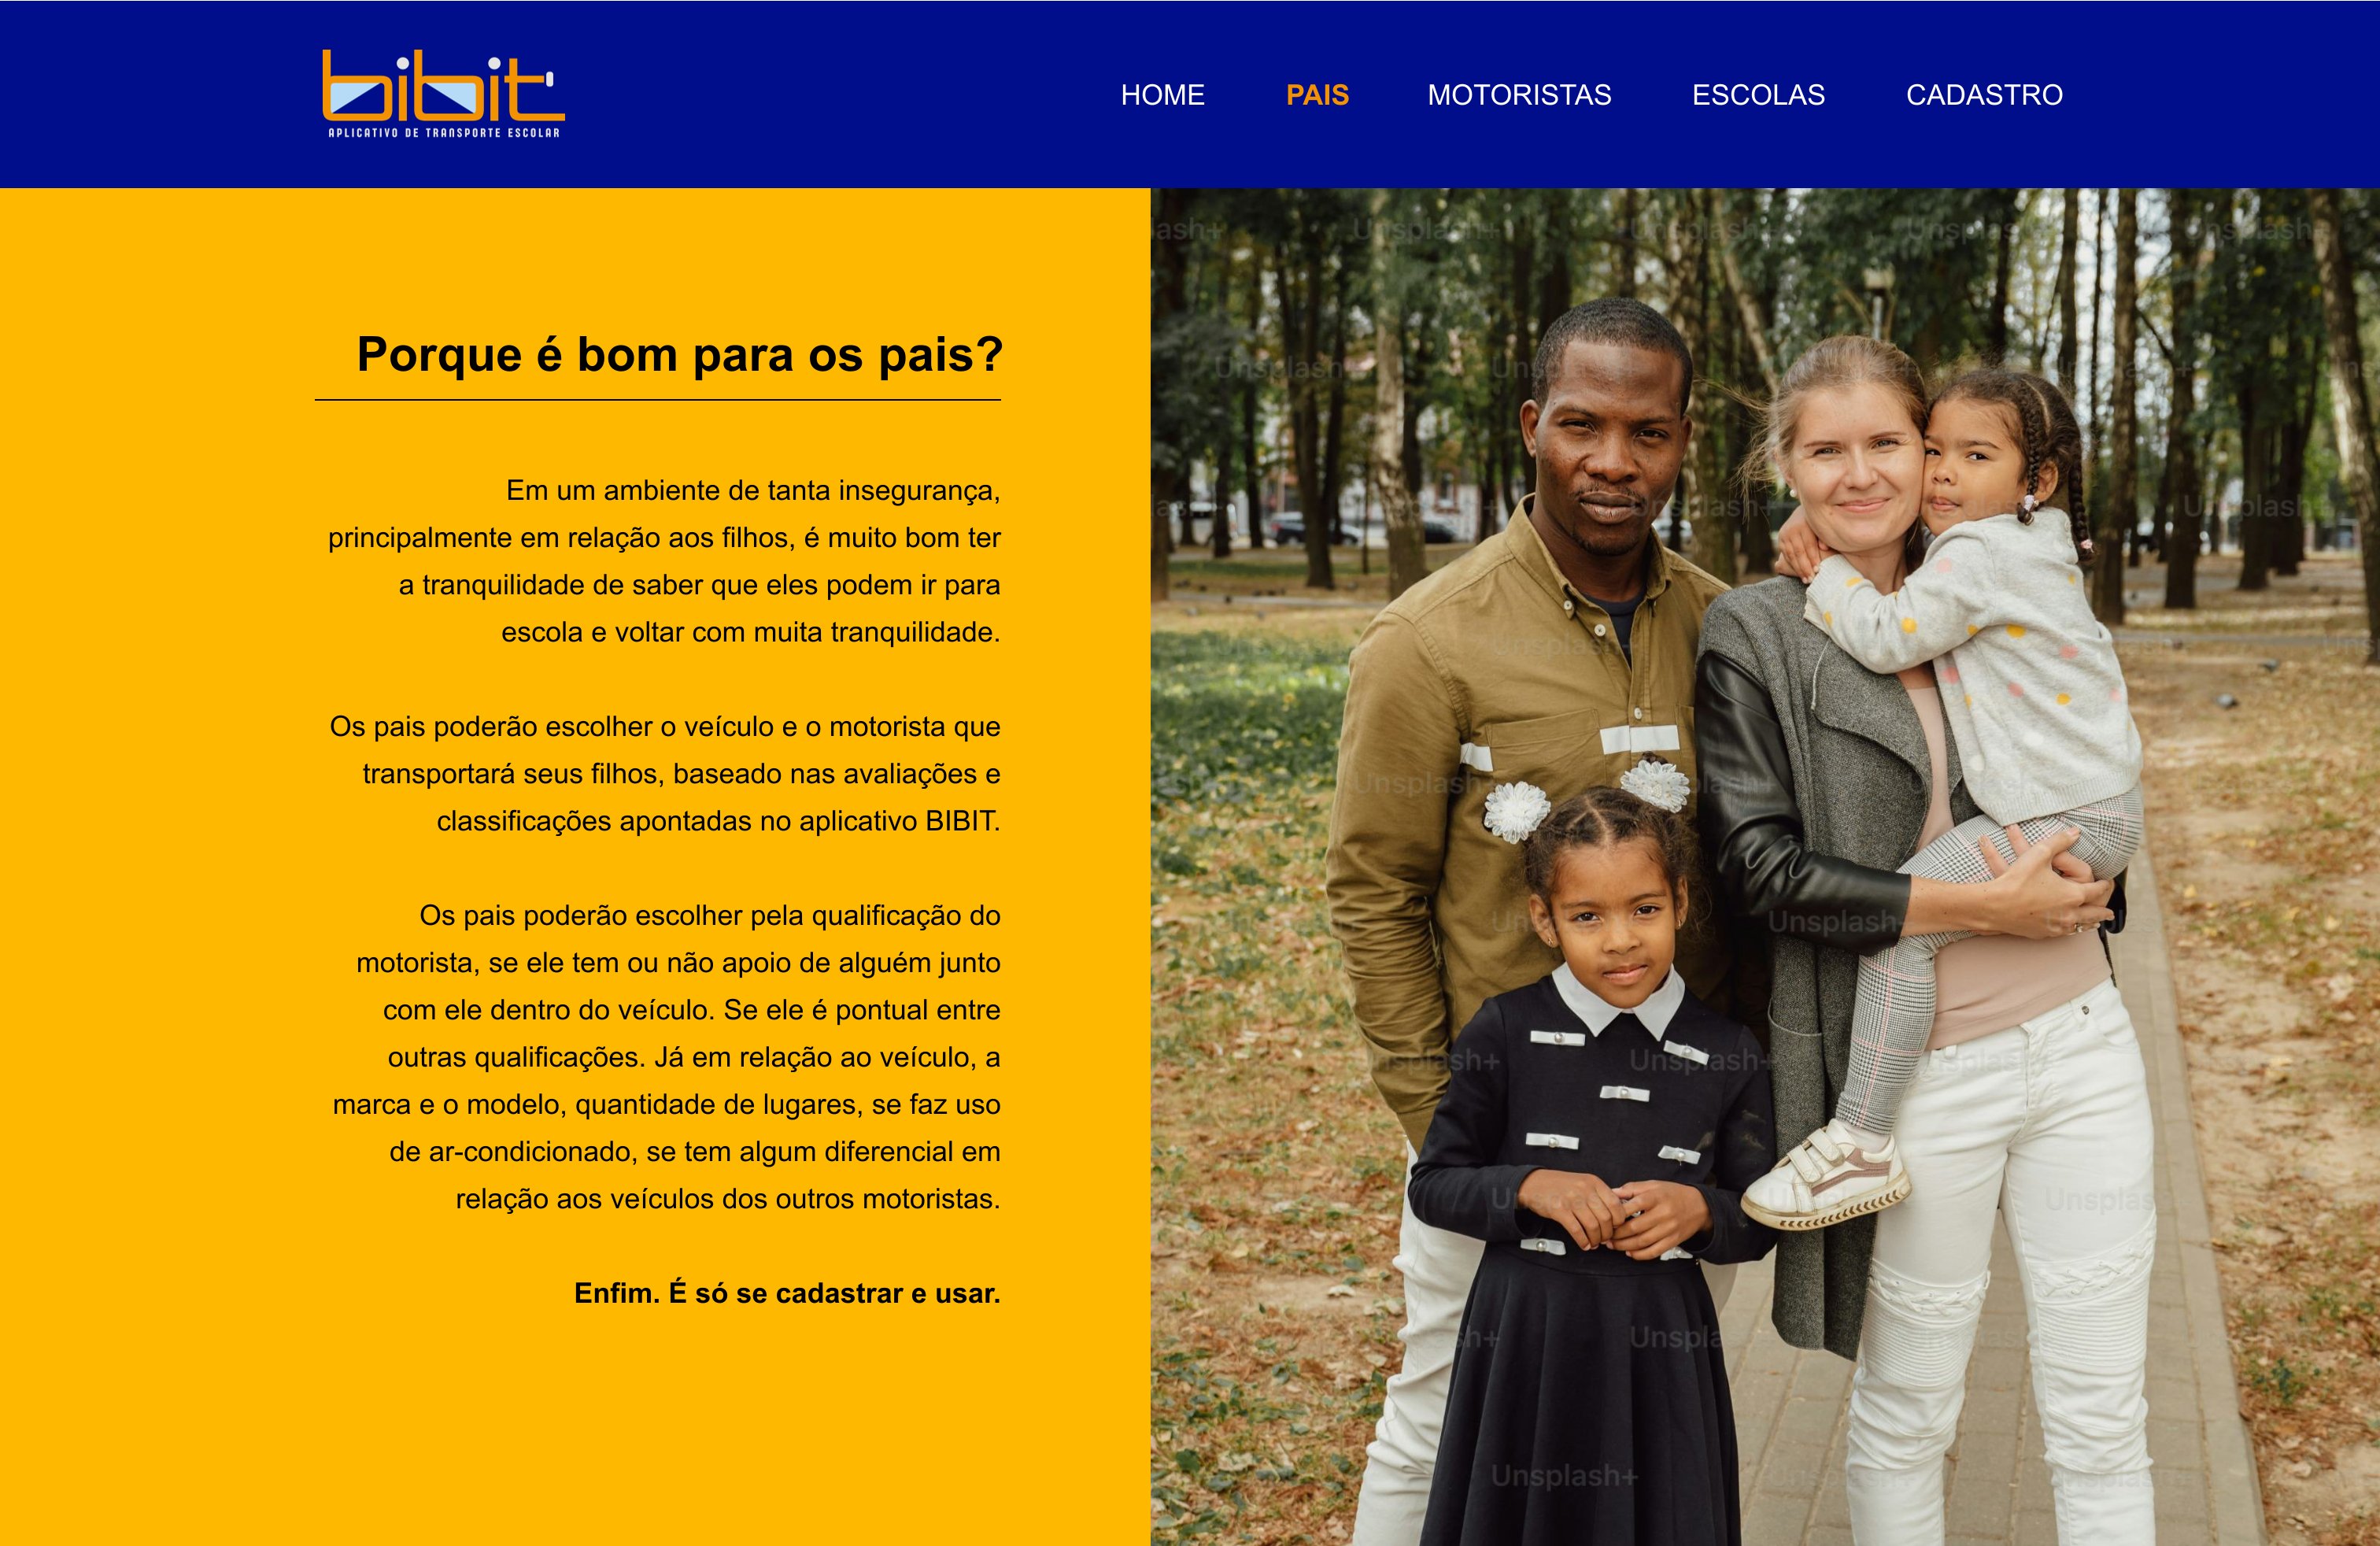 bibit
APLICATIVO DE TRANSPORTE ESCOLAR
HOME PAIS MOTORISTAS ESCOLAS CADASTRO
Porque é bom para os pais?
Em um ambiente de tanta insegurança,
principalmente em relação aos filhos, é muito bom ter
a tranquilidade de saber que eles podem ir para
escola e voltar com muita tranquilidade.
Os pais poderão escolher o veículo e o motorista que
transportará seus filhos, baseado nas avaliações e
classificações apontadas no aplicativo BIBIT.
Os pais poderão escolher pela qualificação do
motorista, se ele tem ou não apoio de alguém junto
com ele dentro do veículo. Se ele é pontual entre
outras qualificações. Já em relação ao veículo, a
marca e o modelo, quantidade de lugares, se faz uso
de ar-condicionado, se tem algum diferencial em
relação aos veículos dos outros motoristas.
Enfim. É só se cadastrar e usar.
Unsplash+